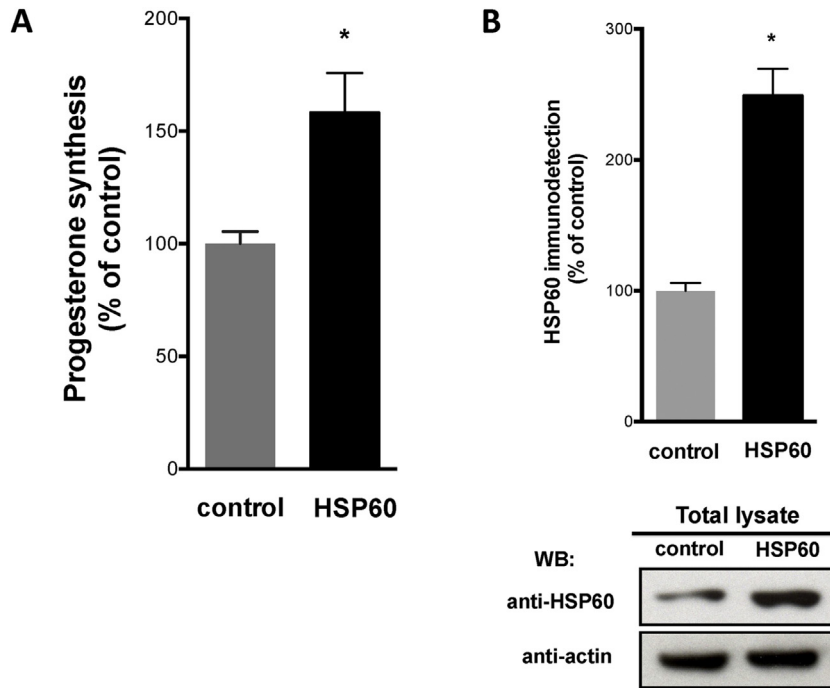 A
Progesterone synthesis
(% of control)
200
150
100
50
0
*
control HSP60
B
HSP60 immunodetection
(% of control)
300
200
100
0
*
control HSP60
Total lysate
WB: control HSP60
anti-HSP60
anti-actin